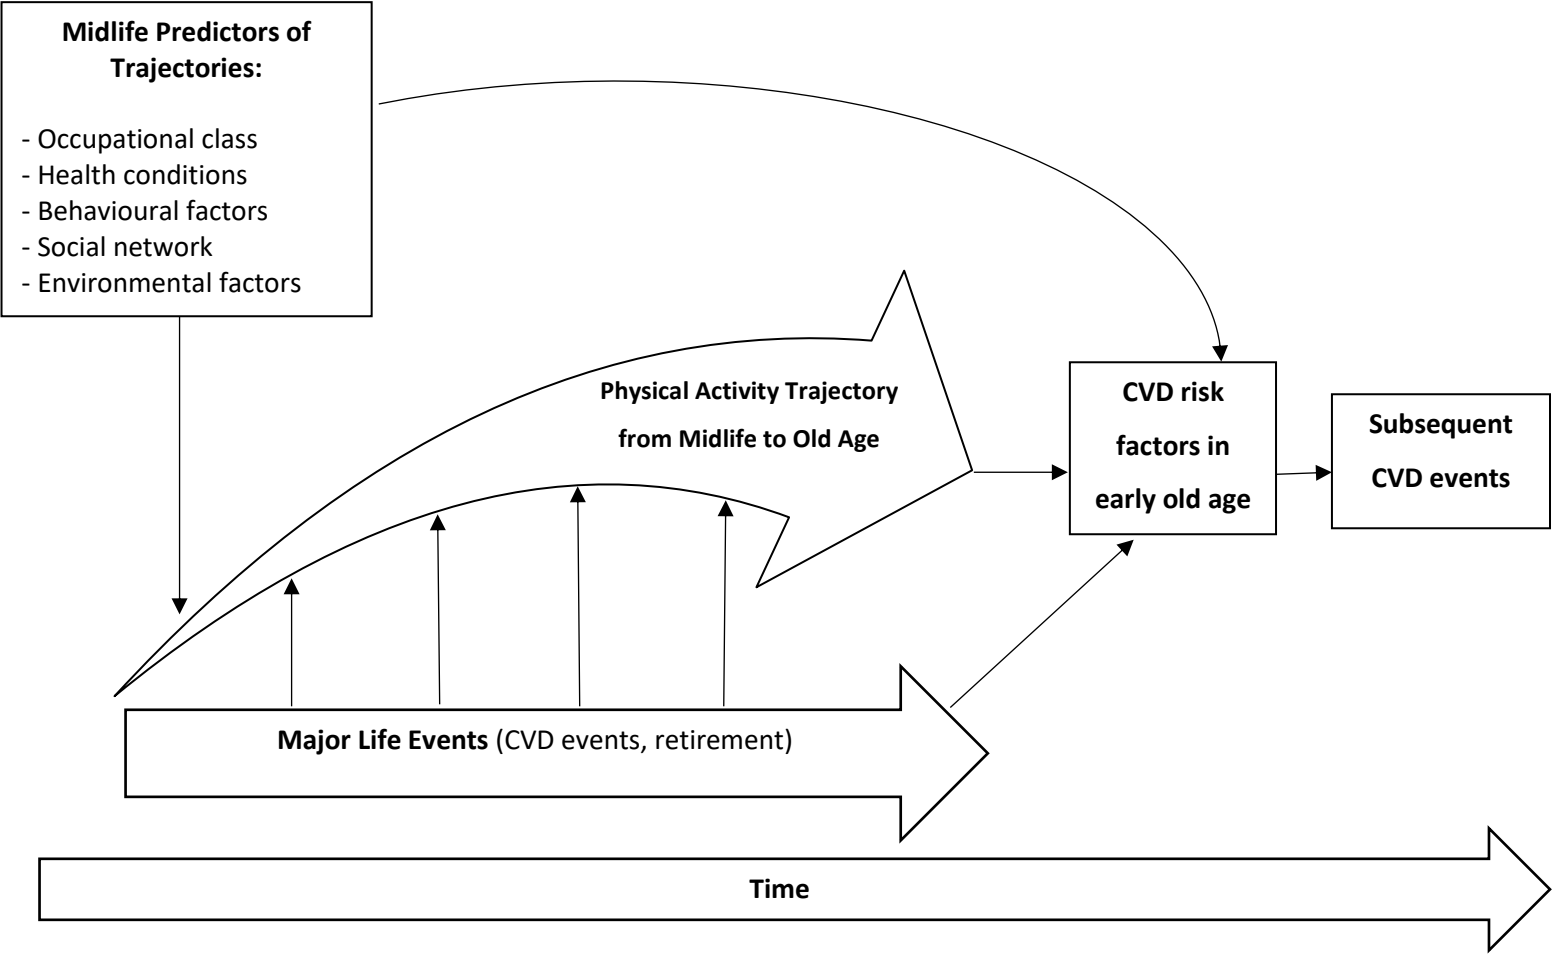 Midlife Predictors of
Trajectories:
- Occupational class
- Health conditions
- Behavioural factors
- Social network
- Environmental factors
Physical Activity Trajectory
from Midlife to Old Age
CVD risk
factors in
early old age
Subsequent
CVD events
Major Life Events (CVD events, retirement)
Time